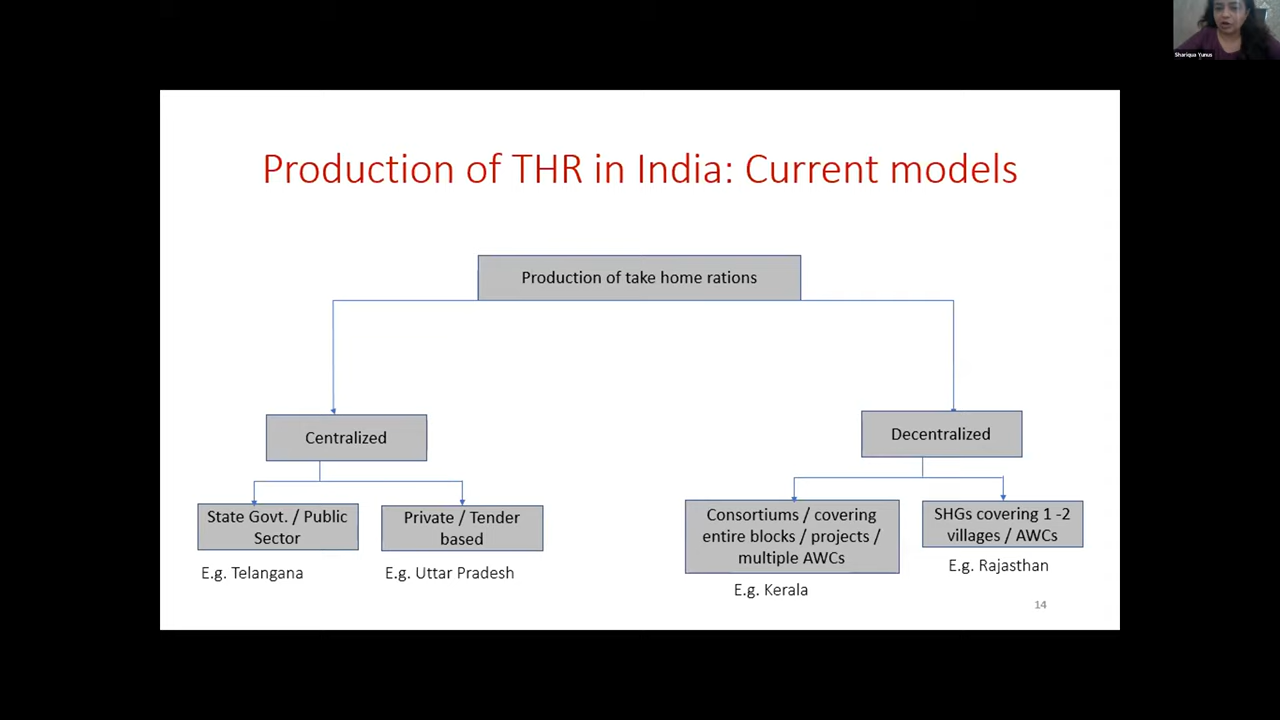 Shariqua Yunus
Production of THR in India: Current models
Production of take home rations
Centralized
Decentralized
State Govt. / Public
Sector
E.g. Telangana
Private / Tender
based
E.g. Uttar Pradesh
Consortiums / covering
entire blocks / projects /
multiple AWCs
E.g. Kerala
SHGs covering 1 -2
villages / AWCs
E.g. Rajasthan
14